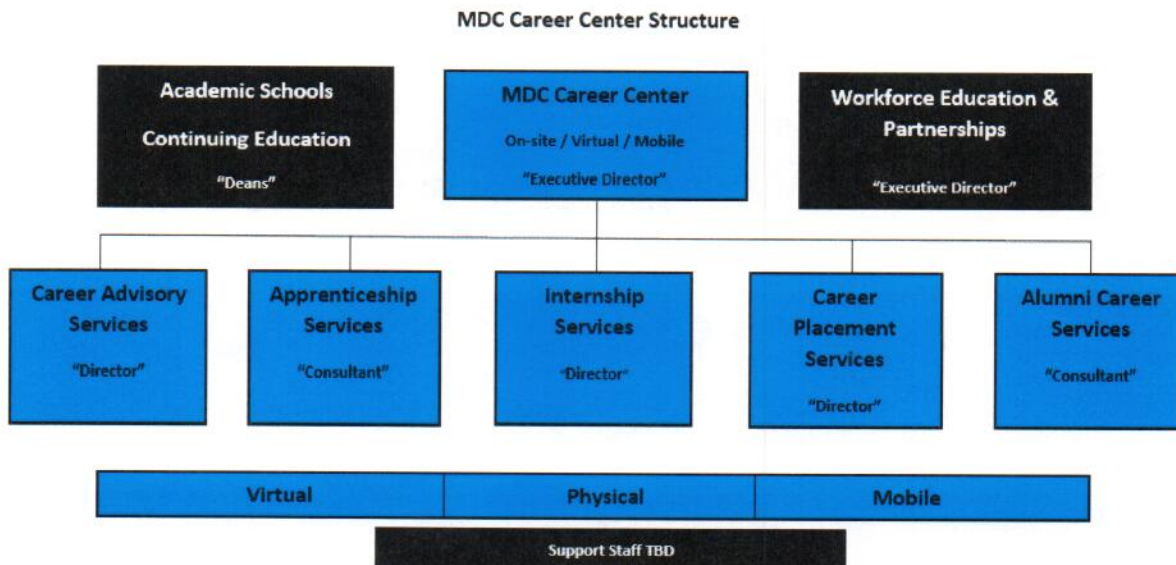 MDC Career Center Structure
Academic Schools
Continuing Education
“Deans”
MDC Career Center
On-site / Virtual / Mobile
“Executive Director”
Workforce Education &
Partnerships
“Executive Director”
Career Advisory
Services
“Director”
Apprenticeship
Services
“Consultant”
Internship
Services
“Director”
Career
Placement
Services
“Director”
Alumni Career
Services
“Consultant”
Virtual
Physical
Mobile
Support Staff TBD